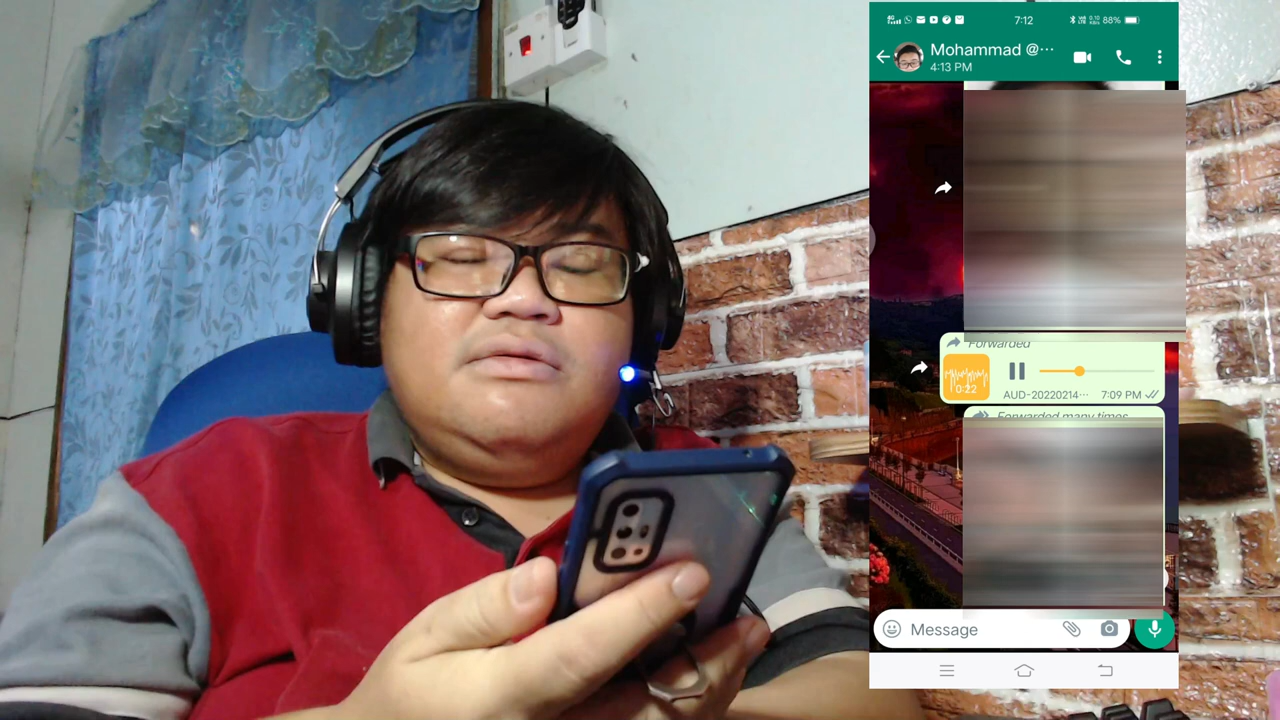 4G 7:12 88%
Mohammad @···
4:13 PM
Forwarded
0:22
AUD-20220214··· 7:09 PM
Forwarded many times
Message